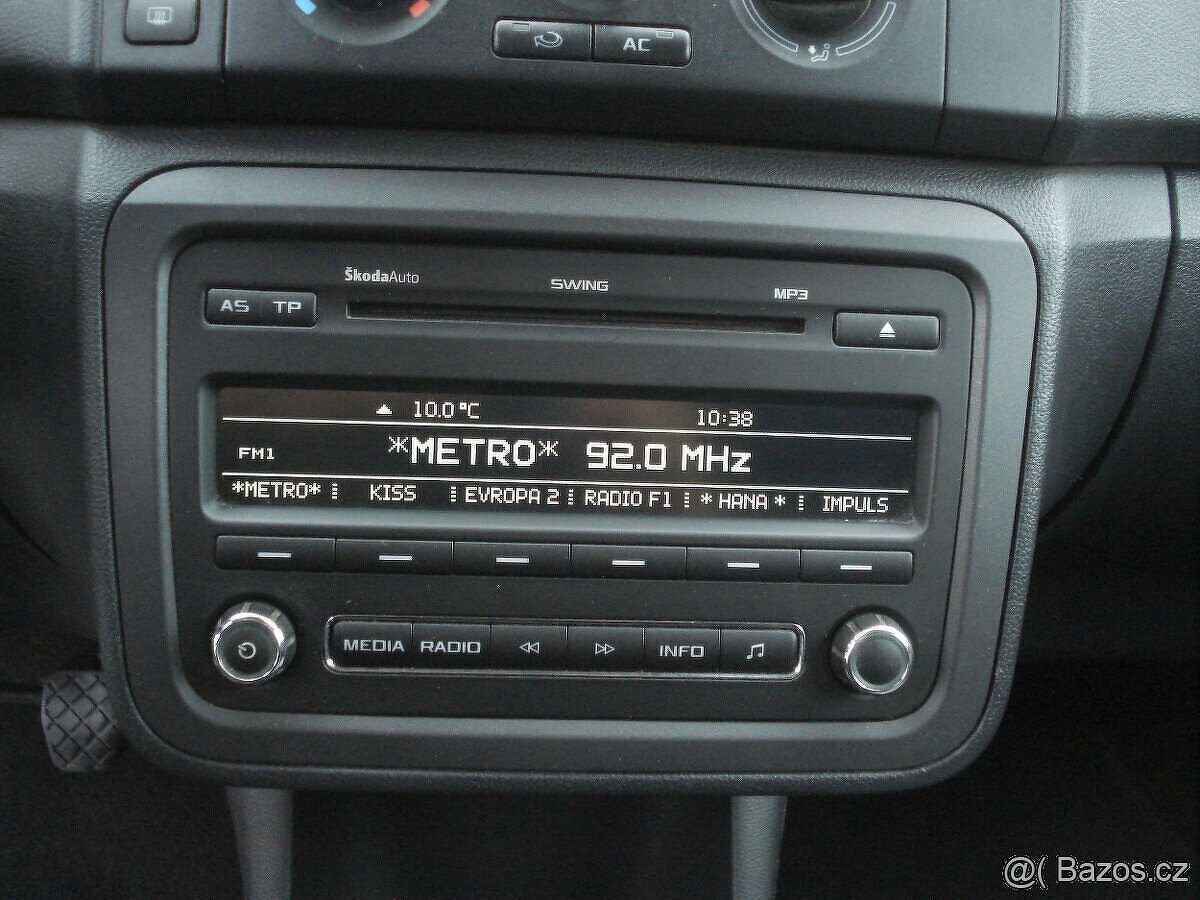 AC
ŠkodaAuto
SWING
MP3
AS TP
10.0°C 10:38
FM1 *METRO* 92.0 MHz
*METRO* KISS EVROPA 2 RADIO F1 *HANA* IMPULS
MEDIA RADIO INFO
@( Bazos.cz